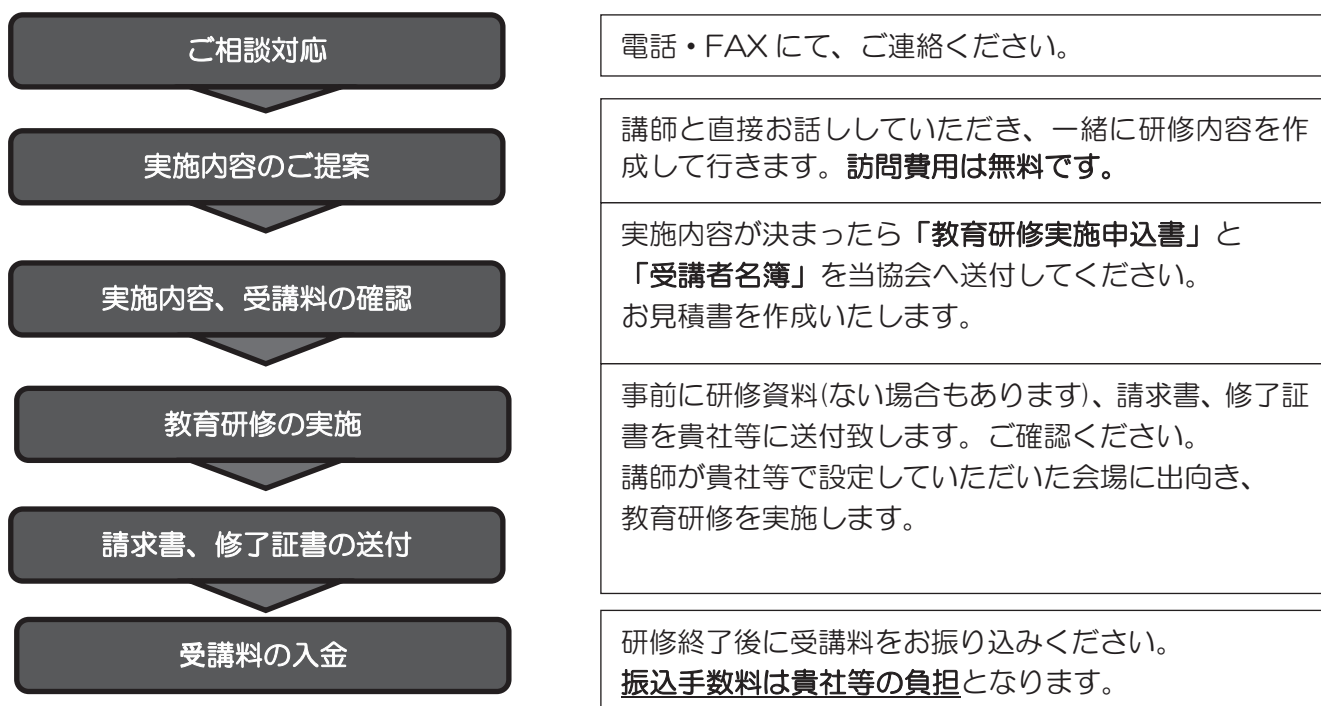 ご相談対応
電話・FAX にて、ご連絡ください。
実施内容のご提案
講師と直接お話ししていただき、一緒に研修内容を作
成して行きます。訪問費用は無料です。
実施内容、受講料の確認
実施内容が決まったら「教育研修実施申込書」と
「受講者名簿」を当協会へ送付してください。
お見積書を作成いたします。
教育研修の実施
請求書、修了証書の送付
事前に研修資料(ない場合もあります)、請求書、修了証
書を貴社等に送付致します。ご確認ください。
講師が貴社等で設定していただいた会場に出向き、
教育研修を実施します。
受講料の入金
研修終了後に受講料をお振り込みください。
振込手数料は貴社等の負担となります。